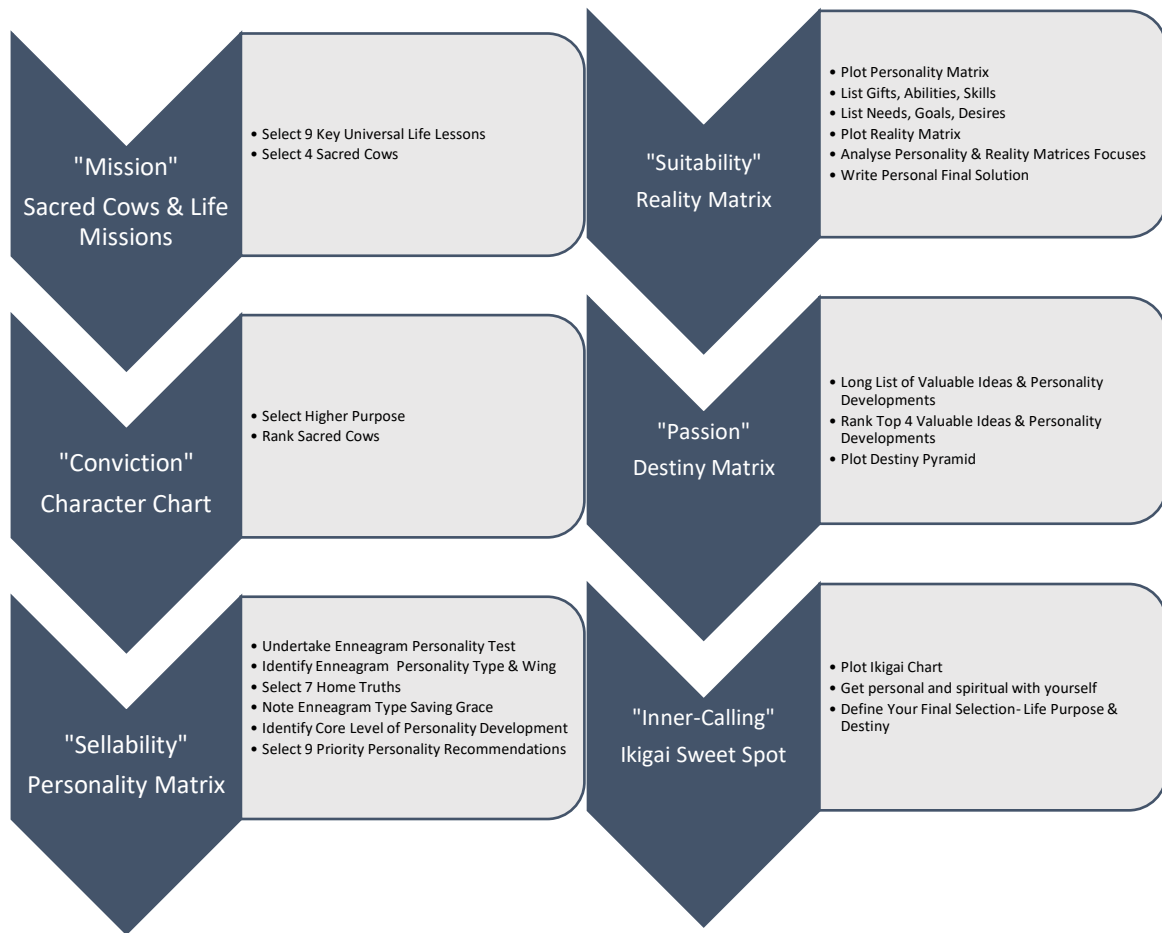 "Mission"
Sacred Cows & Life
Missions
• Select 9 Key Universal Life Lessons
• Select 4 Sacred Cows
"Conviction"
Character Chart
• Select Higher Purpose
• Rank Sacred Cows
"Sellability"
Personality Matrix
• Undertake Enneagram Personality Test
• Identify Enneagram  Personality Type & Wing
• Select 7 Home Truths
• Note Enneagram Type Saving Grace
• Identify Core Level of Personality Development
• Select 9 Priority Personality Recommendations
"Suitability"
Reality Matrix
• Plot Personality Matrix
• List Gifts, Abilities, Skills
• List Needs, Goals, Desires
• Plot Reality Matrix
• Analyse Personality & Reality Matrices Focuses
• Write Personal Final Solution
"Passion"
Destiny Matrix
• Long List of Valuable Ideas & Personality
Developments
• Rank Top 4 Valuable Ideas & Personality
Developments
• Plot Destiny Pyramid
"Inner-Calling"
Ikigai Sweet Spot
• Plot Ikigai Chart
• Get personal and spiritual with yourself
• Define Your Final Selection- Life Purpose &
Destiny